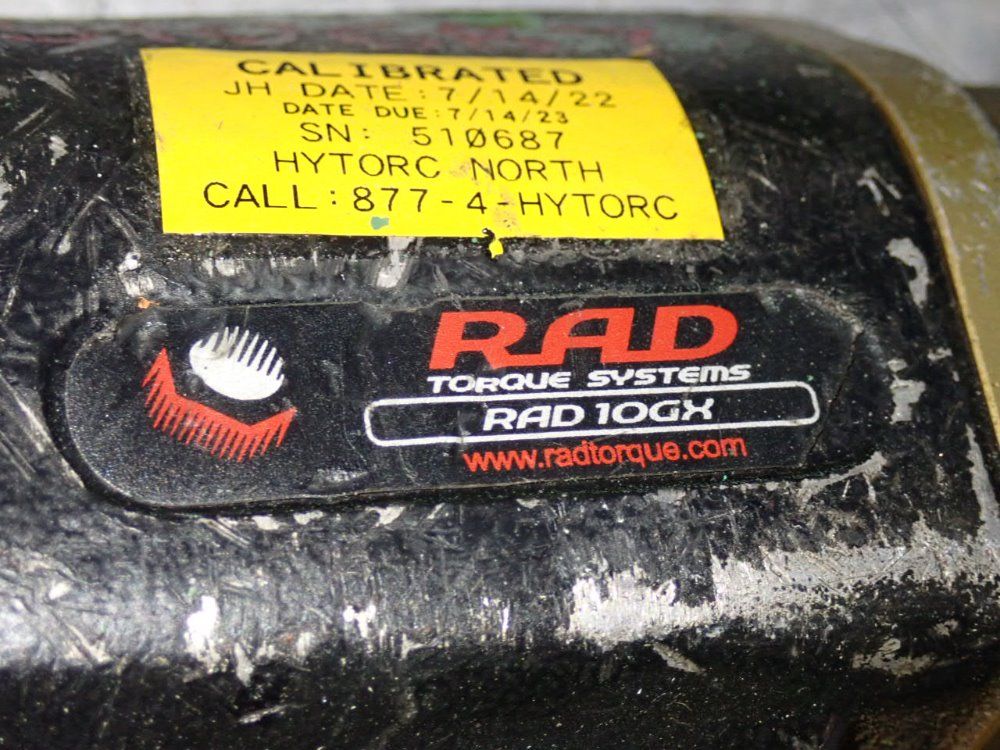 CALIBRATED
JH DATE:7/14/22
DATE DUE:7/14/23
SN: 510687
HYTORC NORTH
CALL:877-4-HYTORC
RAD
TORQUE SYSTEMS
RAD 10GX
www.radtorque.com